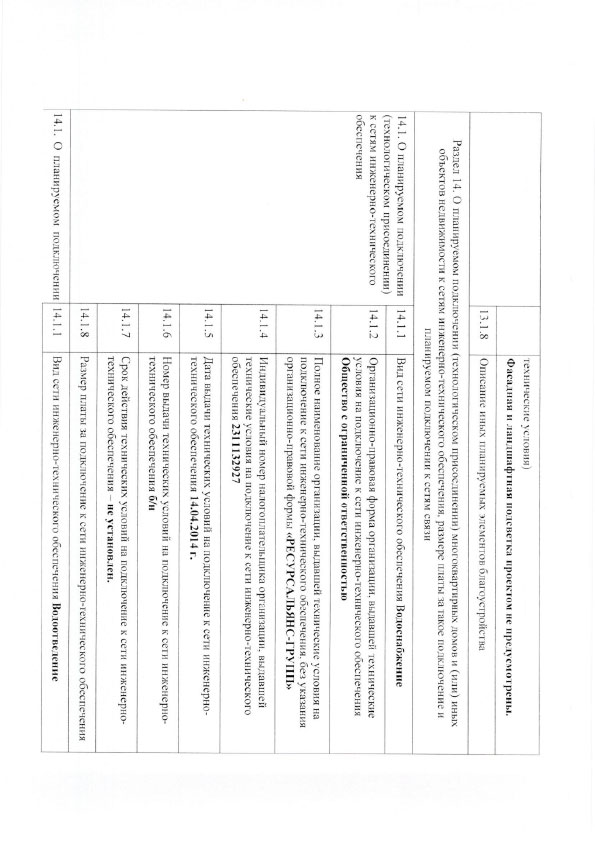 технические условия)
Фасадная и ландшафтная подсветка проектом не предусмотрены.
13.1.8
Описание иных планируемых элементов благоустройства
Раздел 14. О планируемом подключении (технологическом присоединении) многоквартирных домов и (или) иных
объектов недвижимости к сетям инженерно-технического обеспечения, размере платы за такое подключение и
планируемом подключении к сетям связи
14.1. О планируемом подключении
(технологическом присоединении)
к сетям инженерно-технического
обеспечения
14.1.1
Вид сети инженерно-технического обеспечения Водоснабжение
14.1.2
Организационно-правовая форма организации, выдавшей технические
условия на подключение к сети инженерно-технического обеспечения
Общество с ограниченной ответственностью
14.1.3
Полное наименование организации, выдавшей технические условия на
подключение к сети инженерно-технического обеспечения, без указания
организационно-правовой формы «РЕСУРСАЛЬЯНС-ГРУПП»
14.1.4
Индивидуальный номер налогоплательщика организации, выдавшей
технические условия на подключение к сети инженерно-технического
обеспечения 2311132927
14.1.5
Дата выдачи технических условий на подключение к сети инженерно-
технического обеспечения 14.04.2014 г.
14.1.6
Номер выдачи технических условий на подключение к сети инженерно-
технического обеспечения б/н
14.1.7
Срок действия технических условий на подключение к сети инженерно-
технического обеспечения – не установлен.
14.1.8
Размер платы за подключение к сети инженерно-технического обеспечения
14.1. О планируемом подключении
14.1.1
Вид сети инженерно-технического обеспечения Водоотведение